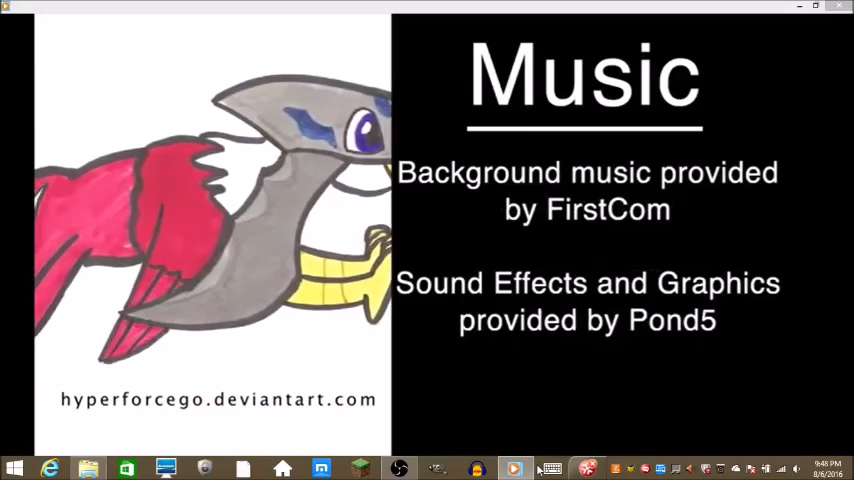 Music
Background music provided
by FirstCom
Sound Effects and Graphics
provided by Pond5
hyperforcego.deviantart.com
9:48 PM
8/6/2016